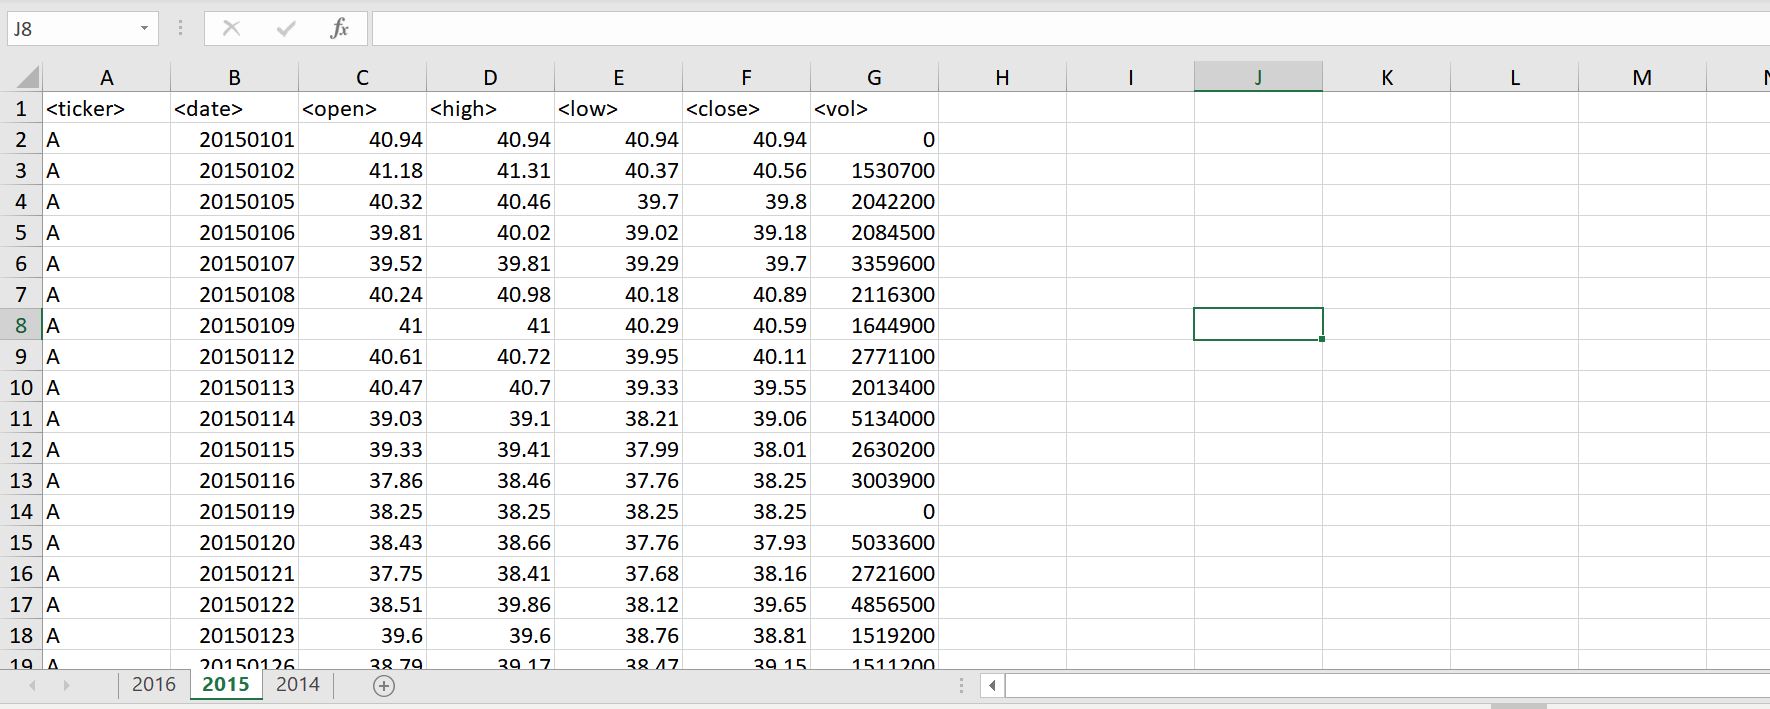 J8 fx
A B C D E F G H I J K L M
1 <ticker> <date> <open> <high> <low> <close> <vol>
2 A 20150101 40.94 40.94 40.94 40.94 0
3 A 20150102 41.18 41.31 40.37 40.56 1530700
4 A 20150105 40.32 40.46 39.7 39.8 2042200
5 A 20150106 39.81 40.02 39.02 39.18 2084500
6 A 20150107 39.52 39.81 39.29 39.7 3359600
7 A 20150108 40.24 40.98 40.18 40.89 2116300
8 A 20150109 41 41 40.29 40.59 1644900
9 A 20150112 40.61 40.72 39.95 40.11 2771100
10 A 20150113 40.47 40.7 39.33 39.55 2013400
11 A 20150114 39.03 39.1 38.21 39.06 5134000
12 A 20150115 39.33 39.41 37.99 38.01 2630200
13 A 20150116 37.86 38.46 37.76 38.25 3003900
14 A 20150119 38.25 38.25 38.25 38.25 0
15 A 20150120 38.43 38.66 37.76 37.93 5033600
16 A 20150121 37.75 38.41 37.68 38.16 2721600
17 A 20150122 38.51 39.86 38.12 39.65 4856500
18 A 20150123 39.6 39.6 38.76 38.81 1519200
19 A 20150126 38.79 39.17 38.47 39.15 1511200
2016 2015 2014